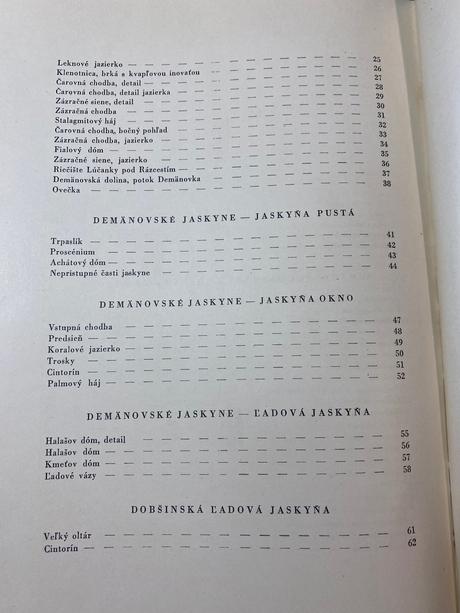 Leknové jazierko — 25
Klenotnica, brká s kvapľovou inovaťou — 26
Čarovná chodba, detail — 27
Čarovná chodba, detail jazierka — 28
Zázračné siene, detail — 29
Zázračná chodba — 30
Stalagmitový háj — 31
Čarovná chodba, bočný pohľad — 32
Zázračná chodba, jazierko — 33
Fialový dóm — 34
Zázračné siene, jazierko — 35
Riečište Lúčanky pod Rázcestím — 36
Demänovská dolina, potok Demänovka — 37
Ovečka — 38
DEMÄNOVSKÉ JASKYNE — JASKYŇA PUSTÁ
Trpaslík — 41
Proscénium — 42
Achátový dóm — 43
Neprístupné časti jaskyne — 44
DEMÄNOVSKÉ JASKYNE — JASKYŇA OKNO
Vstupná chodba — 47
Predsieň — 48
Koralové jazierko — 49
Trosky — 50
Cintorín — 51
Palmový háj — 52
DEMÄNOVSKÉ JASKYNE — ĽADOVÁ JASKYŇA
Halašov dóm, detail — 55
Halašov dóm — 56
Kmeťov dóm — 57
Ľadové vázy — 58
DOBŠINSKÁ ĽADOVÁ JASKYŇA
Veľký oltár — 61
Cintorín — 62